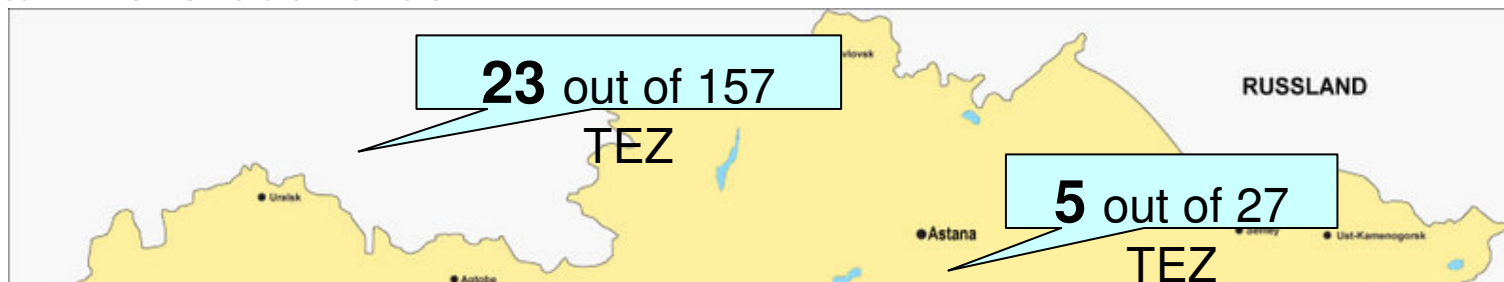 23 out of 157
TEZ
RUSSLAND
5 out of 27
TEZ
Uralsk
Astana
Ust-Kamenogorsk